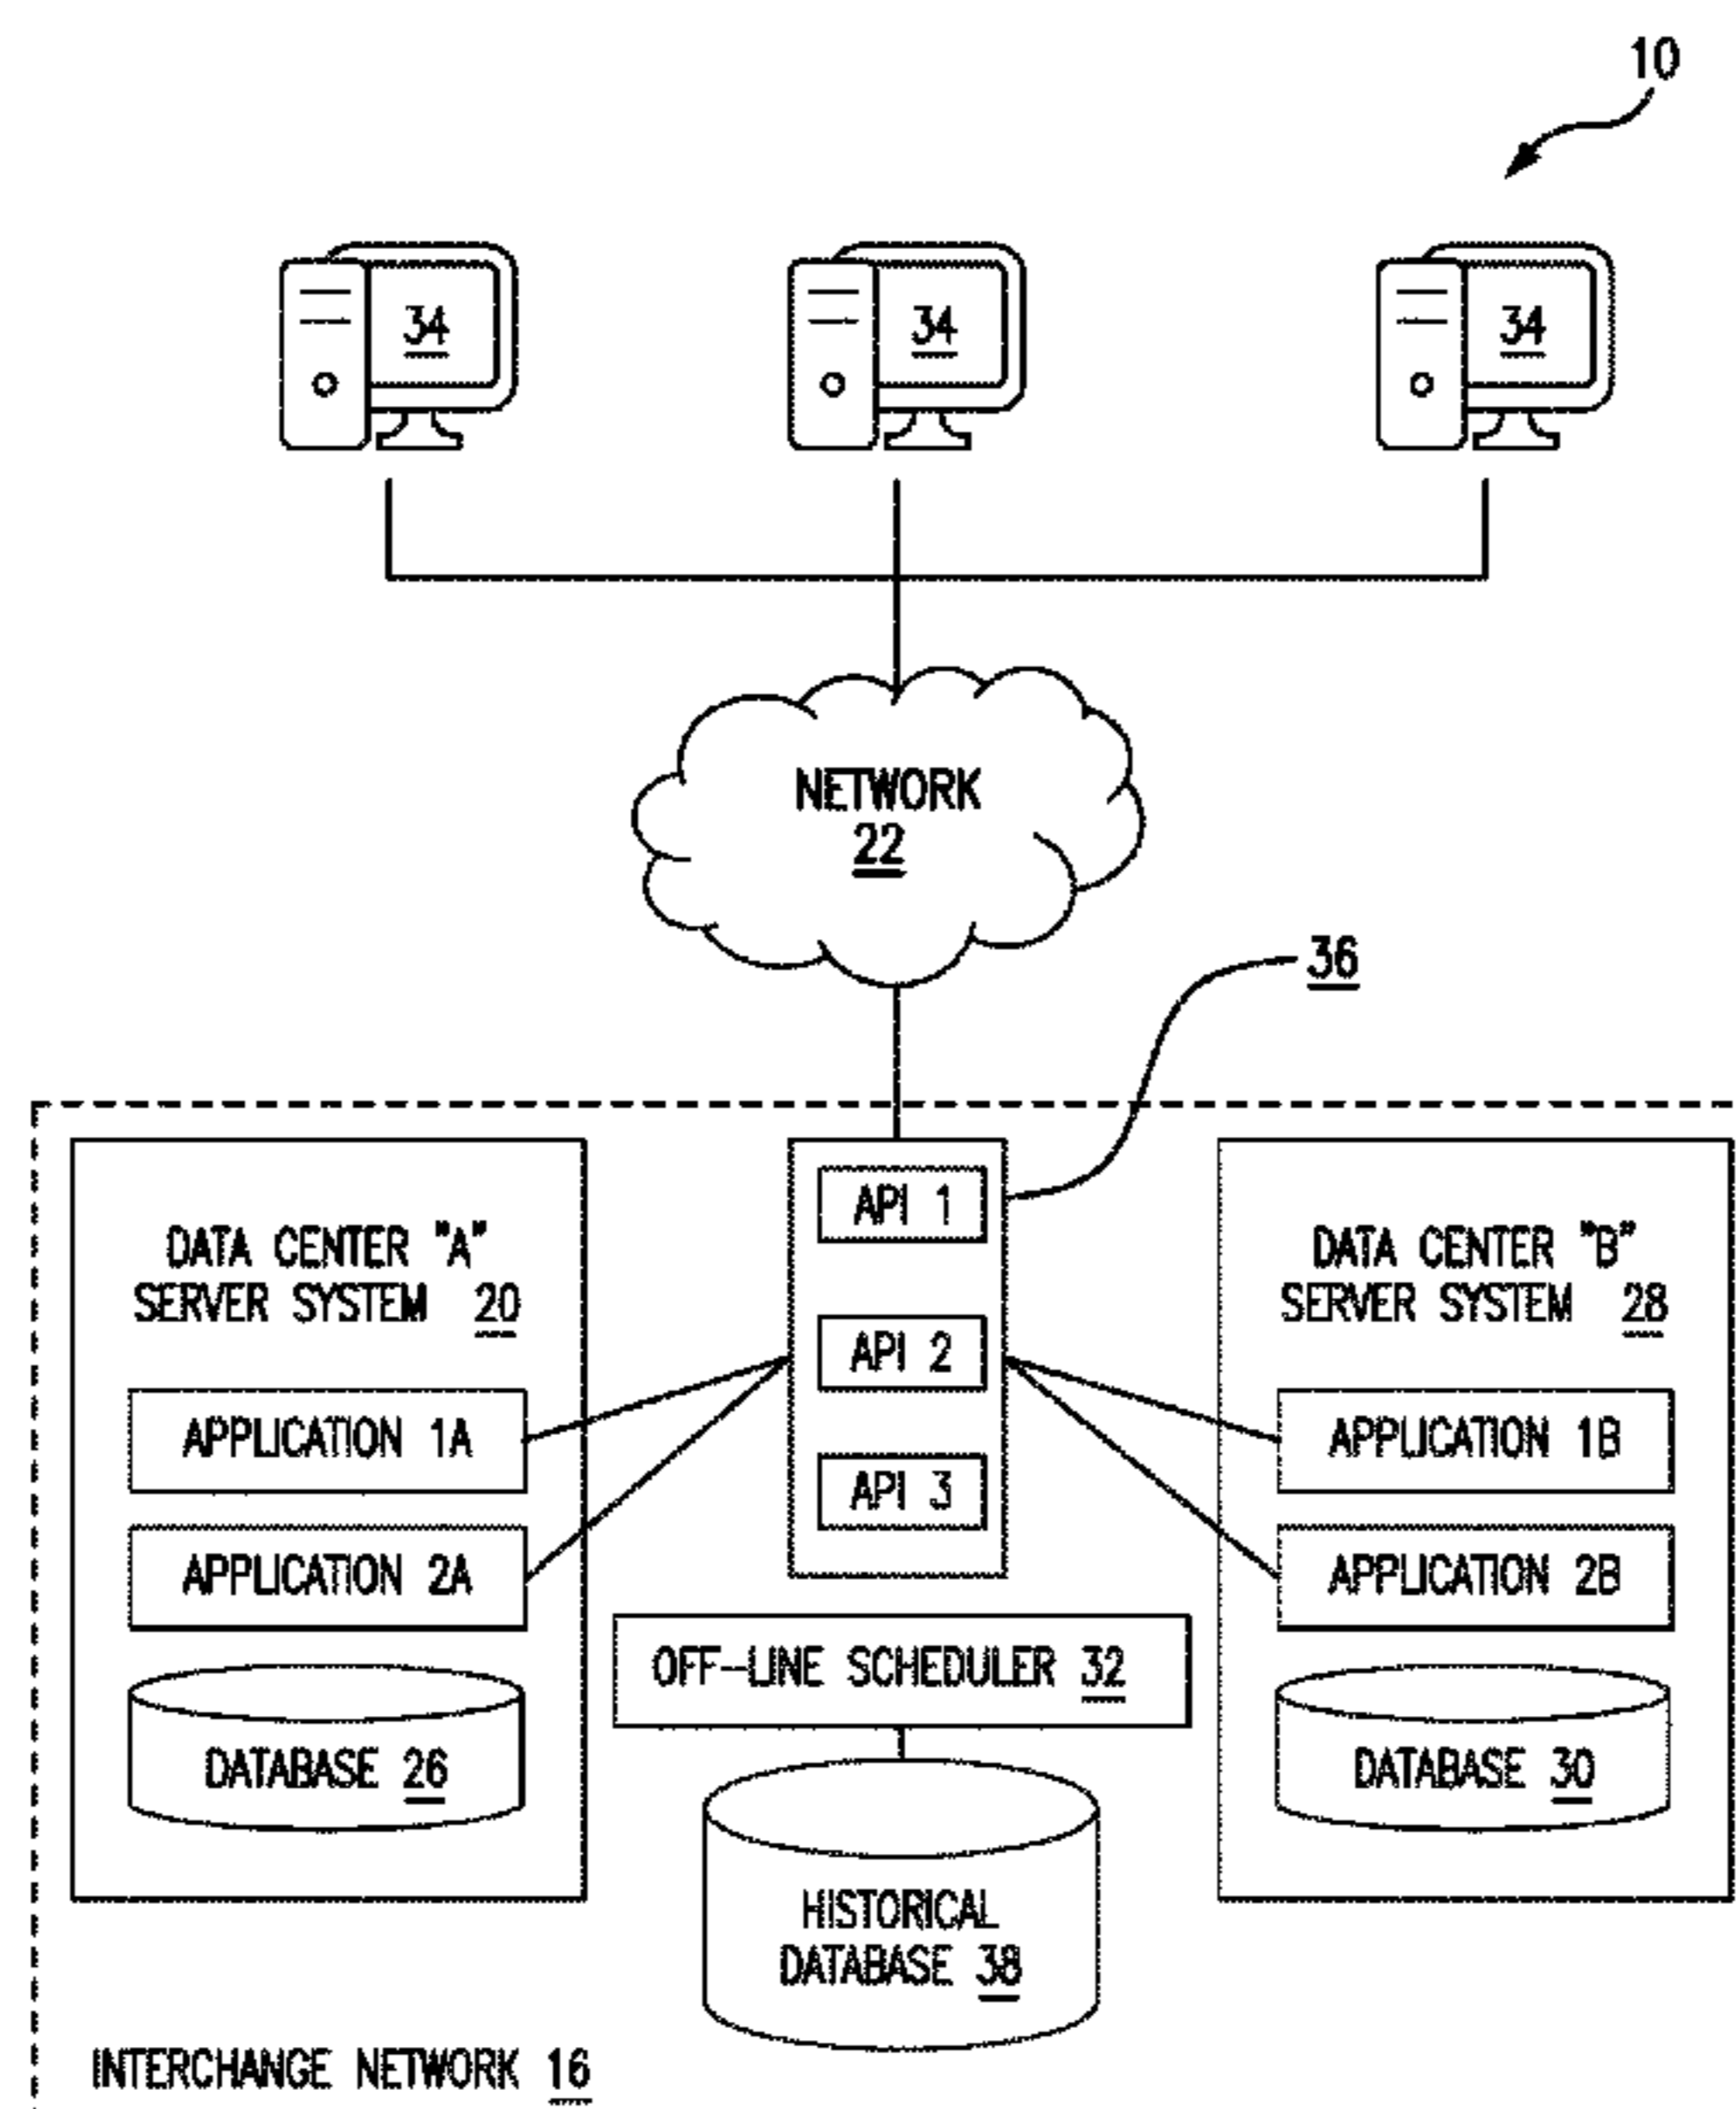 10
34
34
34
NETWORK
22
36
DATA CENTER "A"
SERVER SYSTEM 20
APPLICATION 1A
APPLICATION 2A
DATABASE 26
API 1
API 2
API 3
DATA CENTER "B"
SERVER SYSTEM 28
APPLICATION 1B
APPLICATION 2B
DATABASE 30
OFF-LINE SCHEDULER 32
HISTORICAL
DATABASE 38
INTERCHANGE NETWORK 16